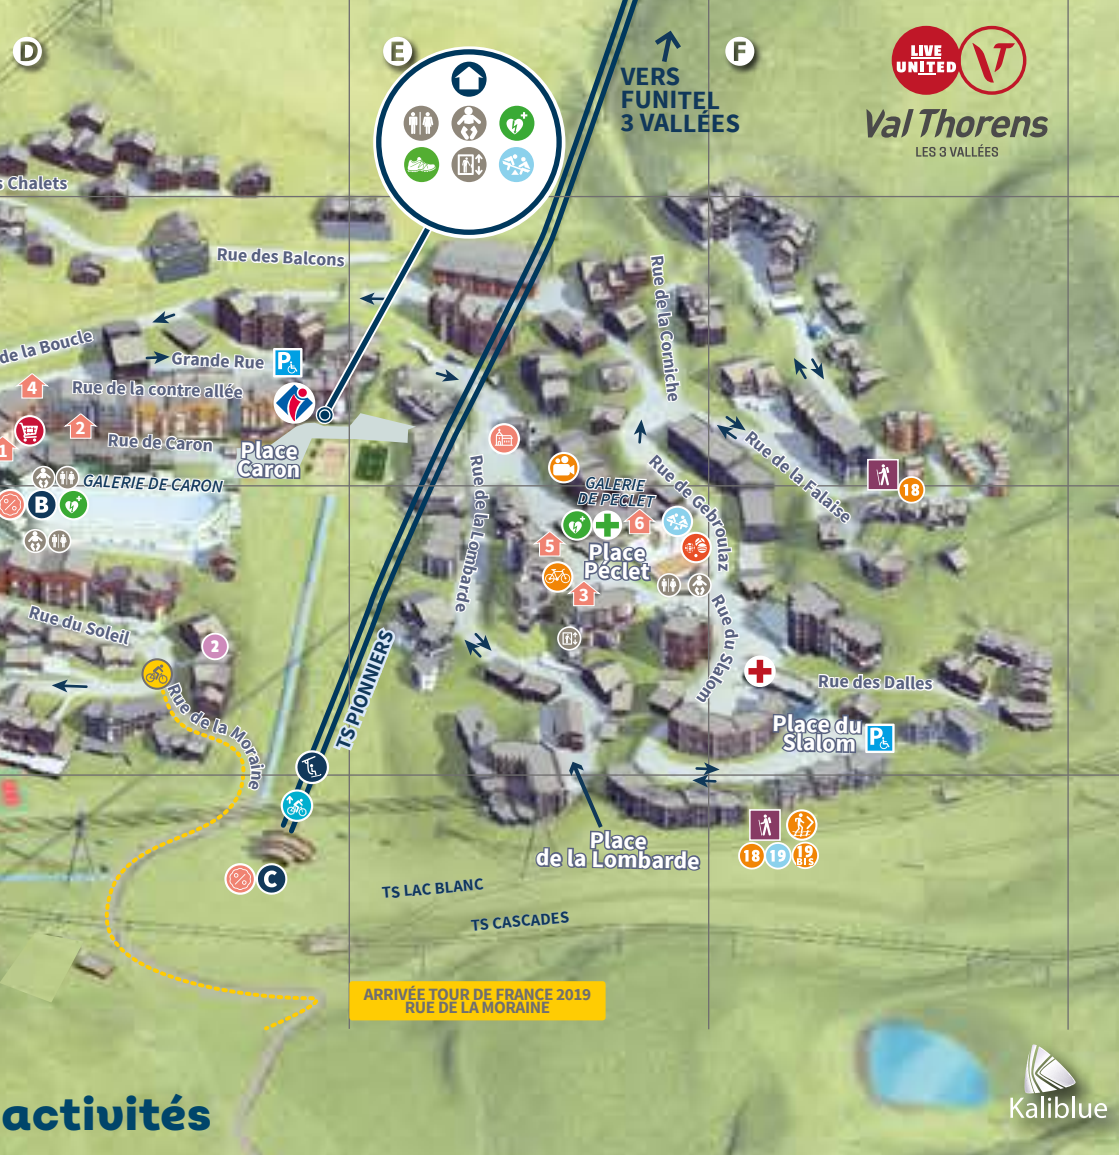 D
E
F
LIVE
UNITED
Val Thorens
LES 3 VALLÉES
VERS
FUNITEL
3 VALLÉES
s Chalets
Rue des Balcons
Rue de la Corniche
de la Boucle
Grande Rue
P
4
Rue de la contre allée
2
Rue de Caron
Place
Caron
1
GALERIE DE CARON
B
Rue de la Lombarde
GALERIE
DE PÉCLET
Rue de Gebroulaz
Rue de la Falaise
18
6
5
Place
Péclet
3
Rue du Soleil
2
Rue de la Moraine
TS PIONNIERS
Rue du Slalom
Rue des Dalles
Place du
Slalom
P
Place
de la Lombarde
18
19
19
BIS
C
TS LAC BLANC
TS CASCADES
ARRIVÉE TOUR DE FRANCE 2019
RUE DE LA MORAINE
activités
Kaliblue